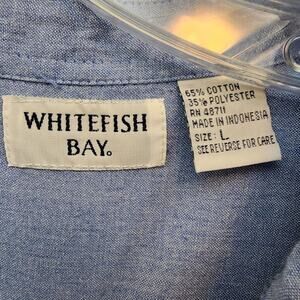 WHITEFISH
BAY.
65% COTTON
35% POLYESTER
RN 48711
MADE IN INDONESIA
SIZE: L
SEE REVERSE FOR CARE